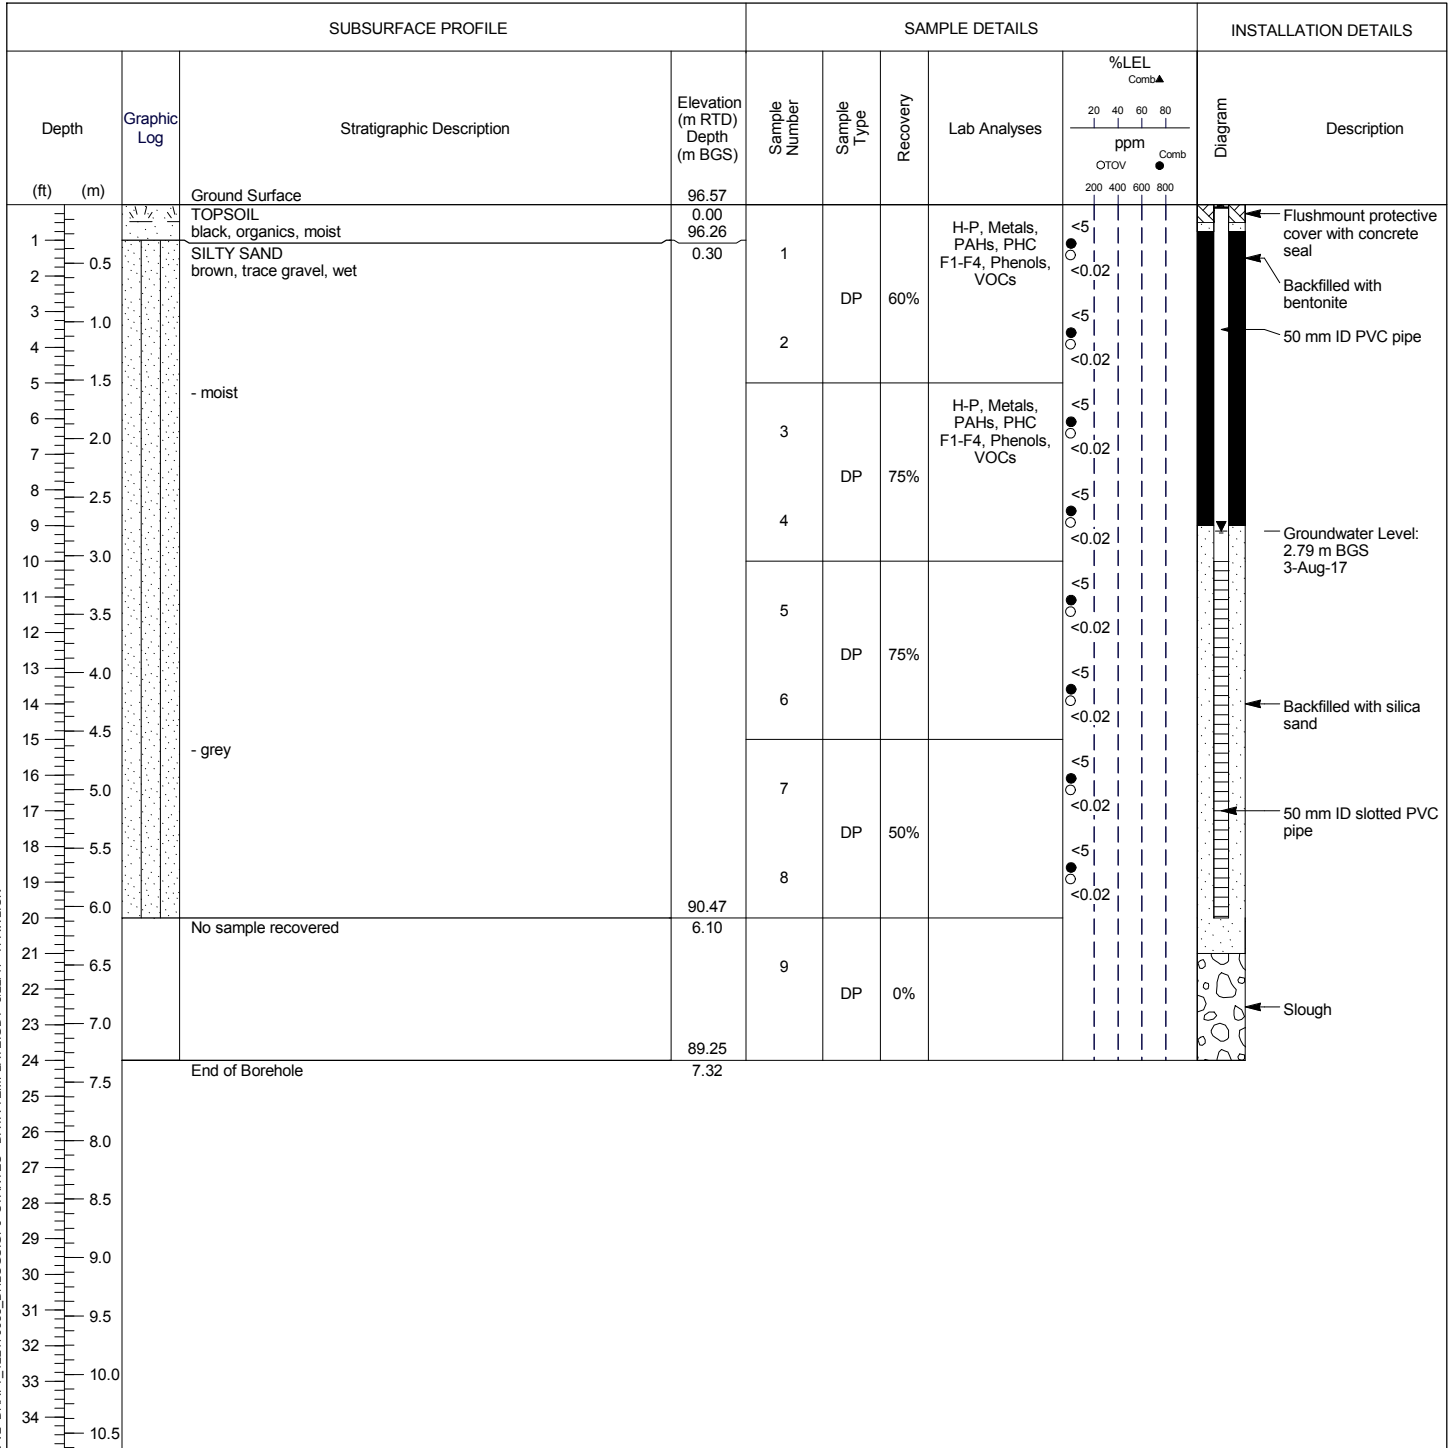 SUBSURFACE PROFILE
SAMPLE DETAILS
INSTALLATION DETAILS
Depth
(ft) (m)
Graphic
Log
Stratigraphic Description
Elevation
(m RTD)
Depth
(m BGS)
Sample
Number
Sample
Type
Recovery
Lab Analyses
%LEL
Comb▲
20 40 60 80
ppm
OTOV ● Comb
200 400 600 800
Diagram
Description
Ground Surface 96.57
TOPSOIL 0.00
black, organics, moist 96.26
SILTY SAND 0.30
brown, trace gravel, wet
- moist
- grey
90.47
No sample recovered 6.10
89.25
End of Borehole 7.32
1
2
3
4
5
6
7
8
9
10
11
12
13
14
15
16
17
18
19
20
21
22
23
24
25
26
27
28
29
30
31
32
33
34
0.5
1.0
1.5
2.0
2.5
3.0
3.5
4.0
4.5
5.0
5.5
6.0
6.5
7.0
7.5
8.0
8.5
9.0
9.5
10.0
10.5
1
2
3
4
5
6
7
8
9
DP 60%
DP 75%
DP 75%
DP 50%
DP 0%
H-P, Metals,
PAHs, PHC
F1-F4, Phenols,
VOCs
H-P, Metals,
PAHs, PHC
F1-F4, Phenols,
VOCs
<5
<0.02
<5
<0.02
<5
<0.02
<5
<0.02
<5
<0.02
<5
<0.02
<5
<0.02
<5
<0.02
Flushmount protective
cover with concrete
seal
Backfilled with
bentonite
50 mm ID PVC pipe
Groundwater Level:
2.79 m BGS
3-Aug-17
Backfilled with silica
sand
50 mm ID slotted PVC
pipe
Slough